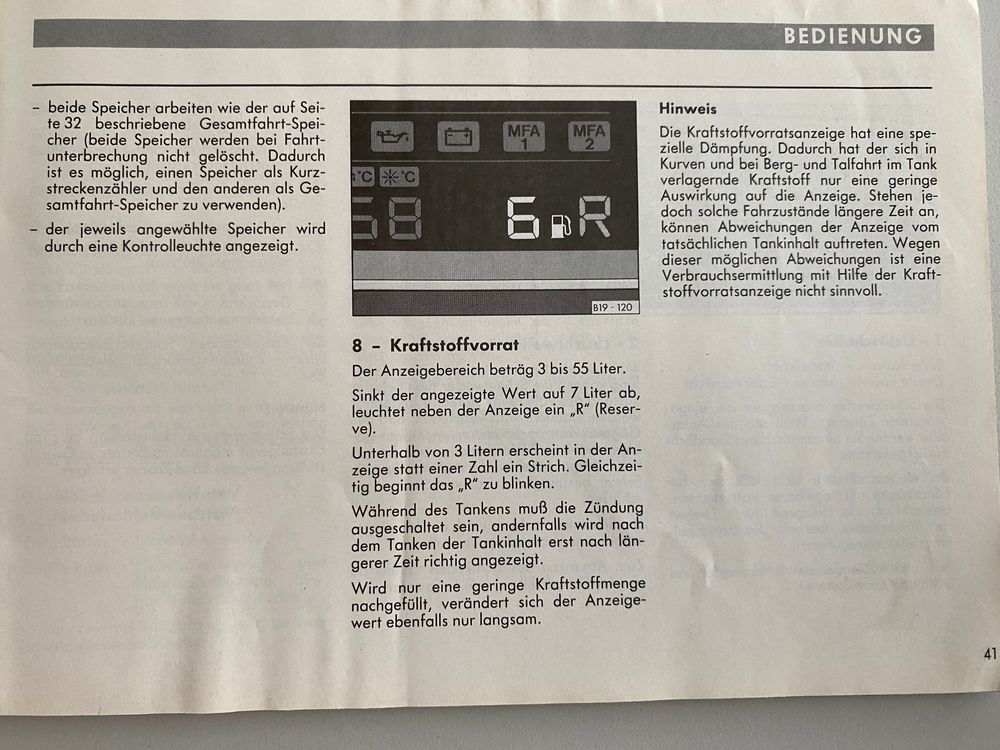 BEDIENUNG
– beide Speicher arbeiten wie der auf Sei-
te 32 beschriebene Gesamtfahrt-Spei-
cher (beide Speicher werden bei Fahrt-
unterbrechung nicht gelöscht. Dadurch
ist es möglich, einen Speicher als Kurz-
streckenzähler und den anderen als Ge-
samtfahrt-Speicher zu verwenden).
– der jeweils angewählte Speicher wird
durch eine Kontrolleuchte angezeigt.
MFA
1
MFA
2
°C
°C
58
6
R
B19 - 120
8 – Kraftstoffvorrat
Der Anzeigebereich beträg 3 bis 55 Liter.
Sinkt der angezeigte Wert auf 7 Liter ab,
leuchtet neben der Anzeige ein „R" (Reser-
ve).
Unterhalb von 3 Litern erscheint in der An-
zeige statt einer Zahl ein Strich. Gleichzei-
tig beginnt das „R" zu blinken.
Während des Tankens muß die Zündung
ausgeschaltet sein, andernfalls wird nach
dem Tanken der Tankinhalt erst nach län-
gerer Zeit richtig angezeigt.
Wird nur eine geringe Kraftstoffmenge
nachgefüllt, verändert sich der Anzeige-
wert ebenfalls nur langsam.
Hinweis
Die Kraftstoffvorratsanzeige hat eine spe-
zielle Dämpfung. Dadurch hat der sich in
Kurven und bei Berg- und Talfahrt im Tank
verlagernde Kraftstoff nur eine geringe
Auswirkung auf die Anzeige. Stehen je-
doch solche Fahrzustände längere Zeit an,
können Abweichungen der Anzeige vom
tatsächlichen Tankinhalt auftreten. Wegen
dieser möglichen Abweichungen ist eine
Verbrauchsermittlung mit Hilfe der Kraft-
stoffvorratsanzeige nicht sinnvoll.
41